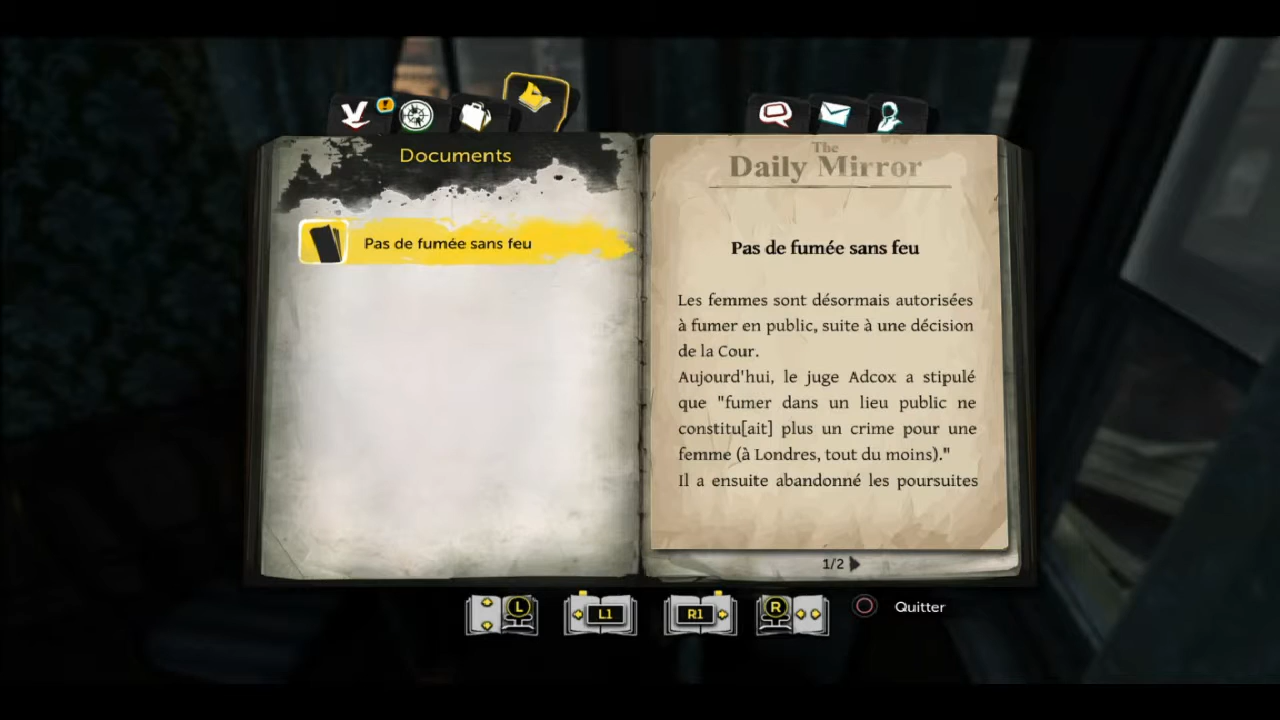 Documents
Pas de fumée sans feu
The
Daily Mirror
Pas de fumée sans feu
Les femmes sont désormais autorisées
à fumer en public, suite à une décision
de la Cour.
Aujourd'hui, le juge Adcox a stipulé
que "fumer dans un lieu public ne
constitu[ait] plus un crime pour une
femme (à Londres, tout du moins)."
Il a ensuite abandonné les poursuites
1/2
L
L1
R1
R
Quitter